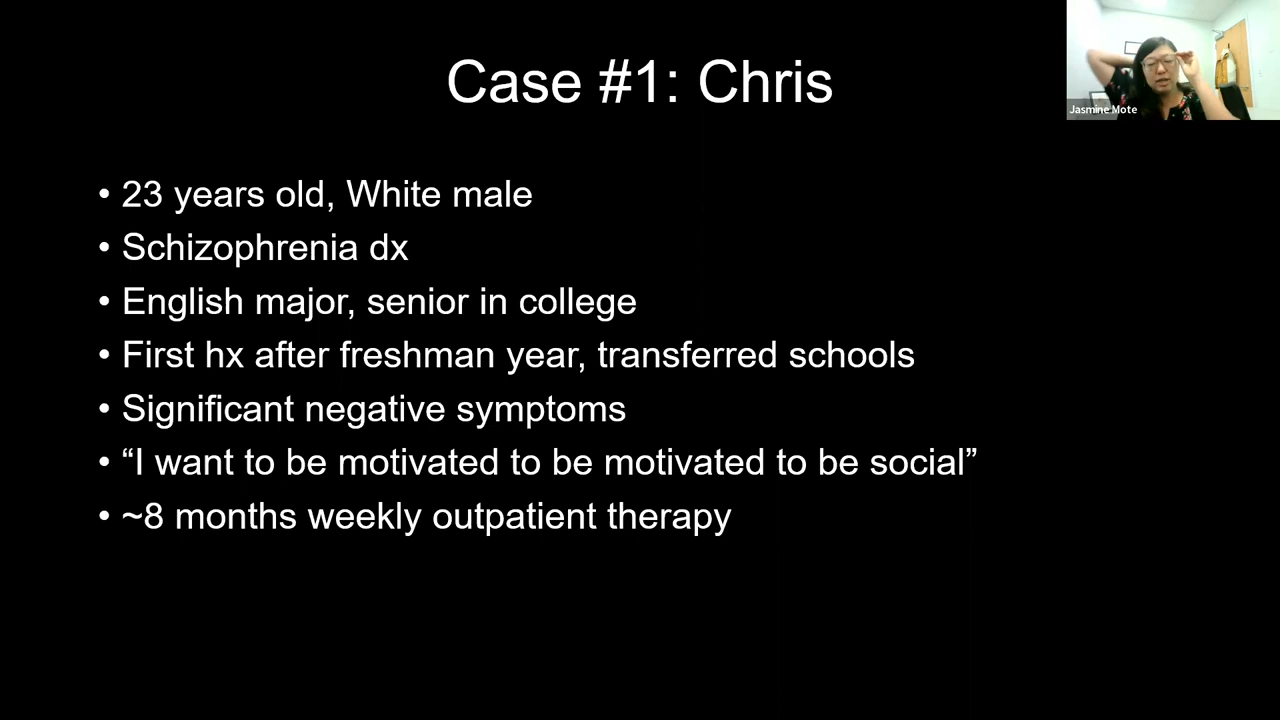 Case #1: Chris
Jasmine Mote
• 23 years old, White male
• Schizophrenia dx
• English major, senior in college
• First hx after freshman year, transferred schools
• Significant negative symptoms
• “I want to be motivated to be motivated to be social”
• ~8 months weekly outpatient therapy